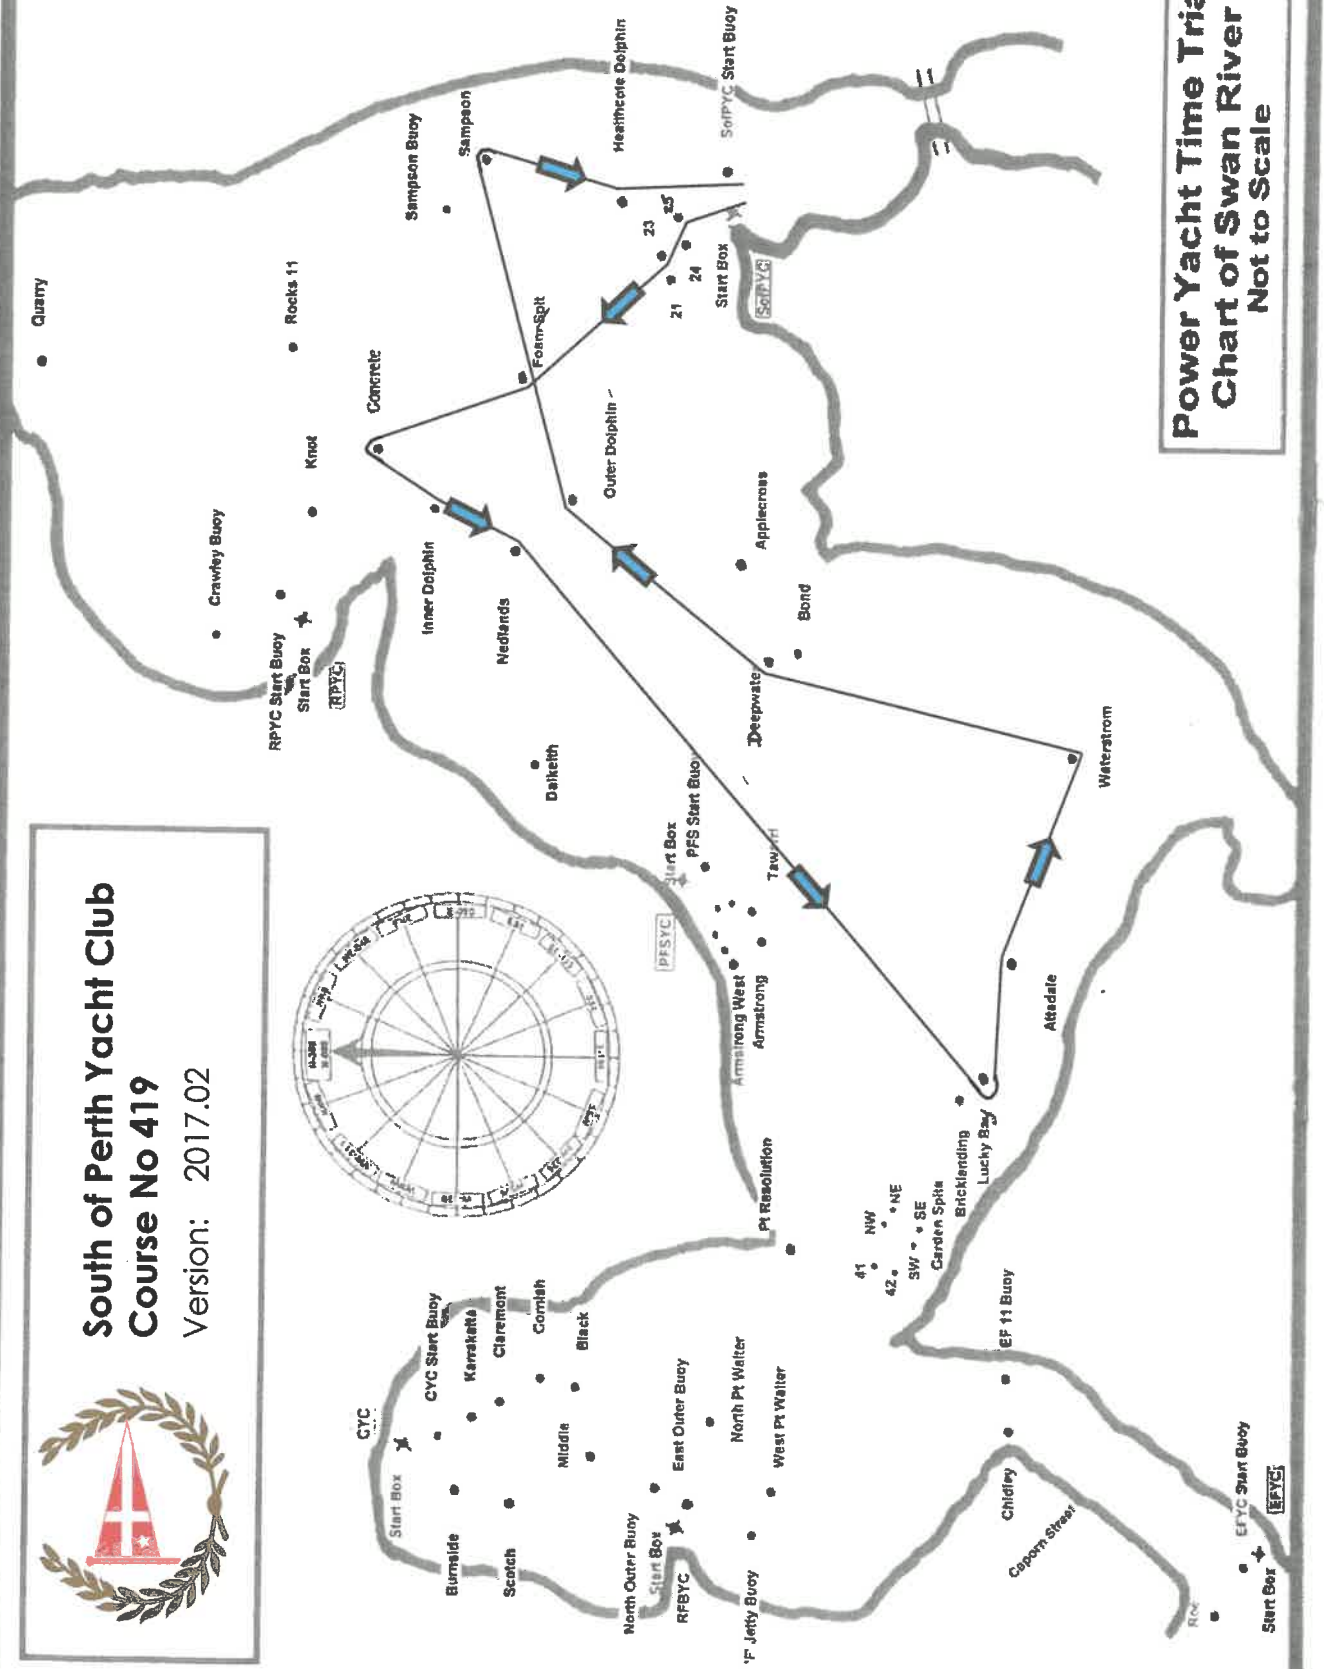 South of Perth Yacht Club
Course No 419
Version: 2017.02
Power Yacht Time Tria
Chart of Swan River
Not to Scale
Quarry
Crawley Buoy
Rocks 11
Knot
RPYC Start Buoy
Start Box
RPYC
Concrete
Sampson Buoy
Sampson
Inner Dolphin
Nedlands
Dalkeith
Foam Spit
Outer Dolphin
Heathcote Dolphin
23
25
21
24
Start Box
SofPYC Start Buoy
SofPYC
Applecross
Bond
Deepwate
Start Box
PFS Start Buoy
PFSYC
Armstrong West
Armstrong
Waterstrom
Attadale
Lucky Bay
Bricklanding
Garden Spits
NW
NE
SW
SE
41
42
Pt Resolution
CYC
Start Box
CYC Start Buoy
Karrakatta
Claremont
Cornish
Black
Middle
Burnside
Scotch
North Outer Buoy
Start Box
RFBYC
East Outer Buoy
North Pt Walter
West Pt Walter
'F' Jetty Buoy
EF 11 Buoy
Chidley
Caporn Street
EFYC Start Buoy
EFYC
Start Box